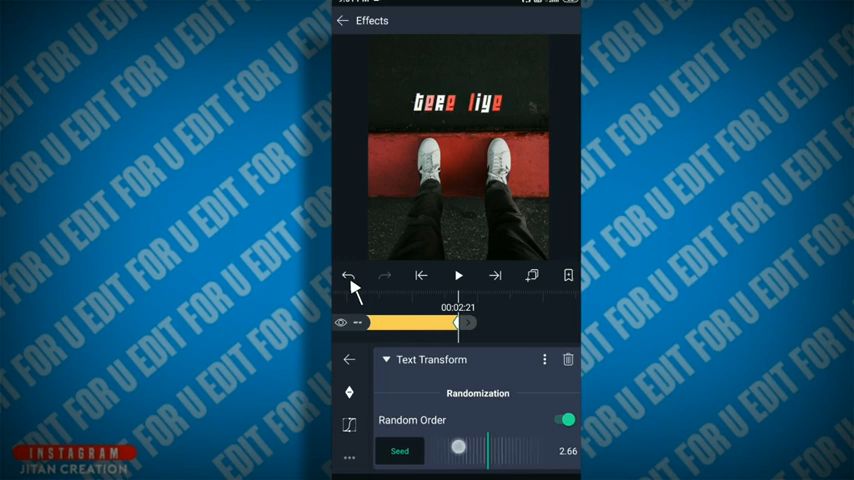 EDIT FOR U EDIT FOR U EDIT FOR U
Effects
tere liye
00:02:21
Text Transform
Randomization
Random Order
Seed
2.66
INSTAGRAM
JITAN CREATION